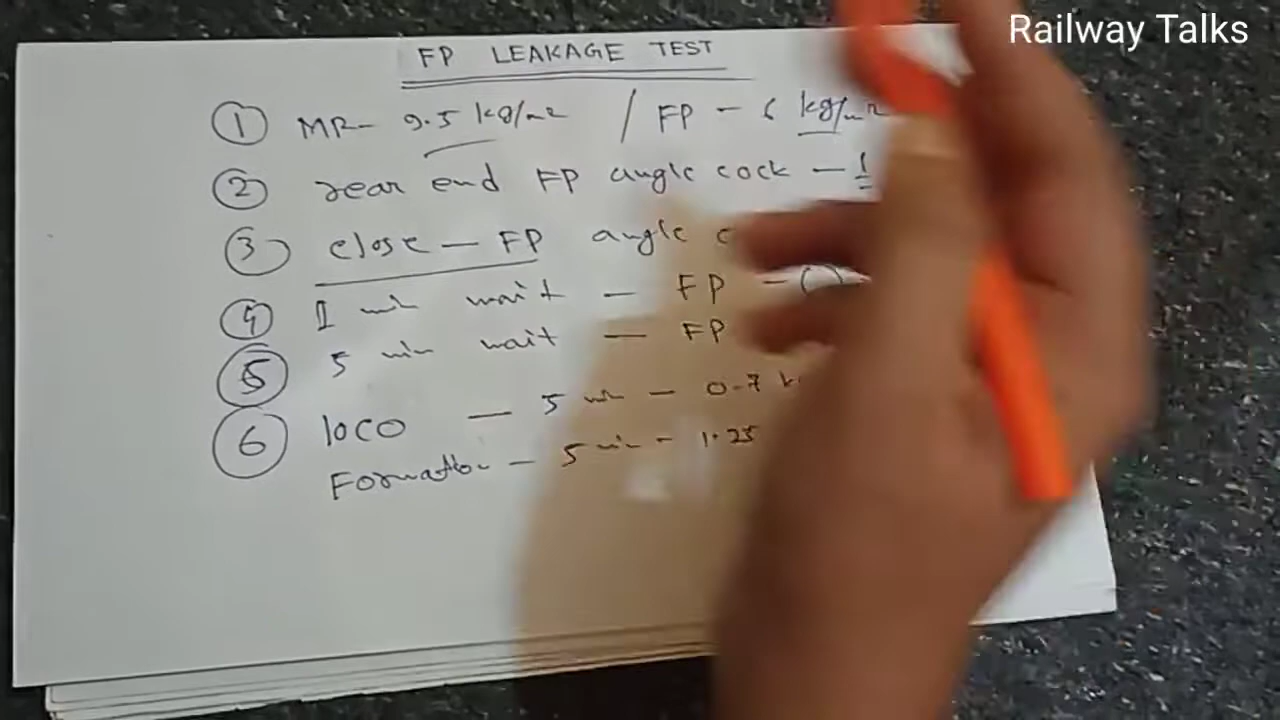 Railway Talks
FP LEAKAGE TEST
① MR- 9.5 kg/m2 / FP - 6 kg/m2
② rear end FP angle cock -
③ close - FP angle
④ 1 min wait - FP - ()
⑤ 5 min wait - FP
⑥ loco - 5 min - 0.7
Formation - 5 min - 1.25